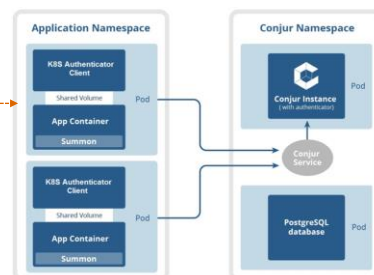 Application Namespace
K8S Authenticator
Client
Shared Volume
Pod
App Container
Summon
K8S Authenticator
Client
Shared Volume
Pod
App Container
Summon
Conjur Namespace
Conjur Instance
(with authenticator)
Pod
Conjur
Service
PostgreSQL
database
Pod